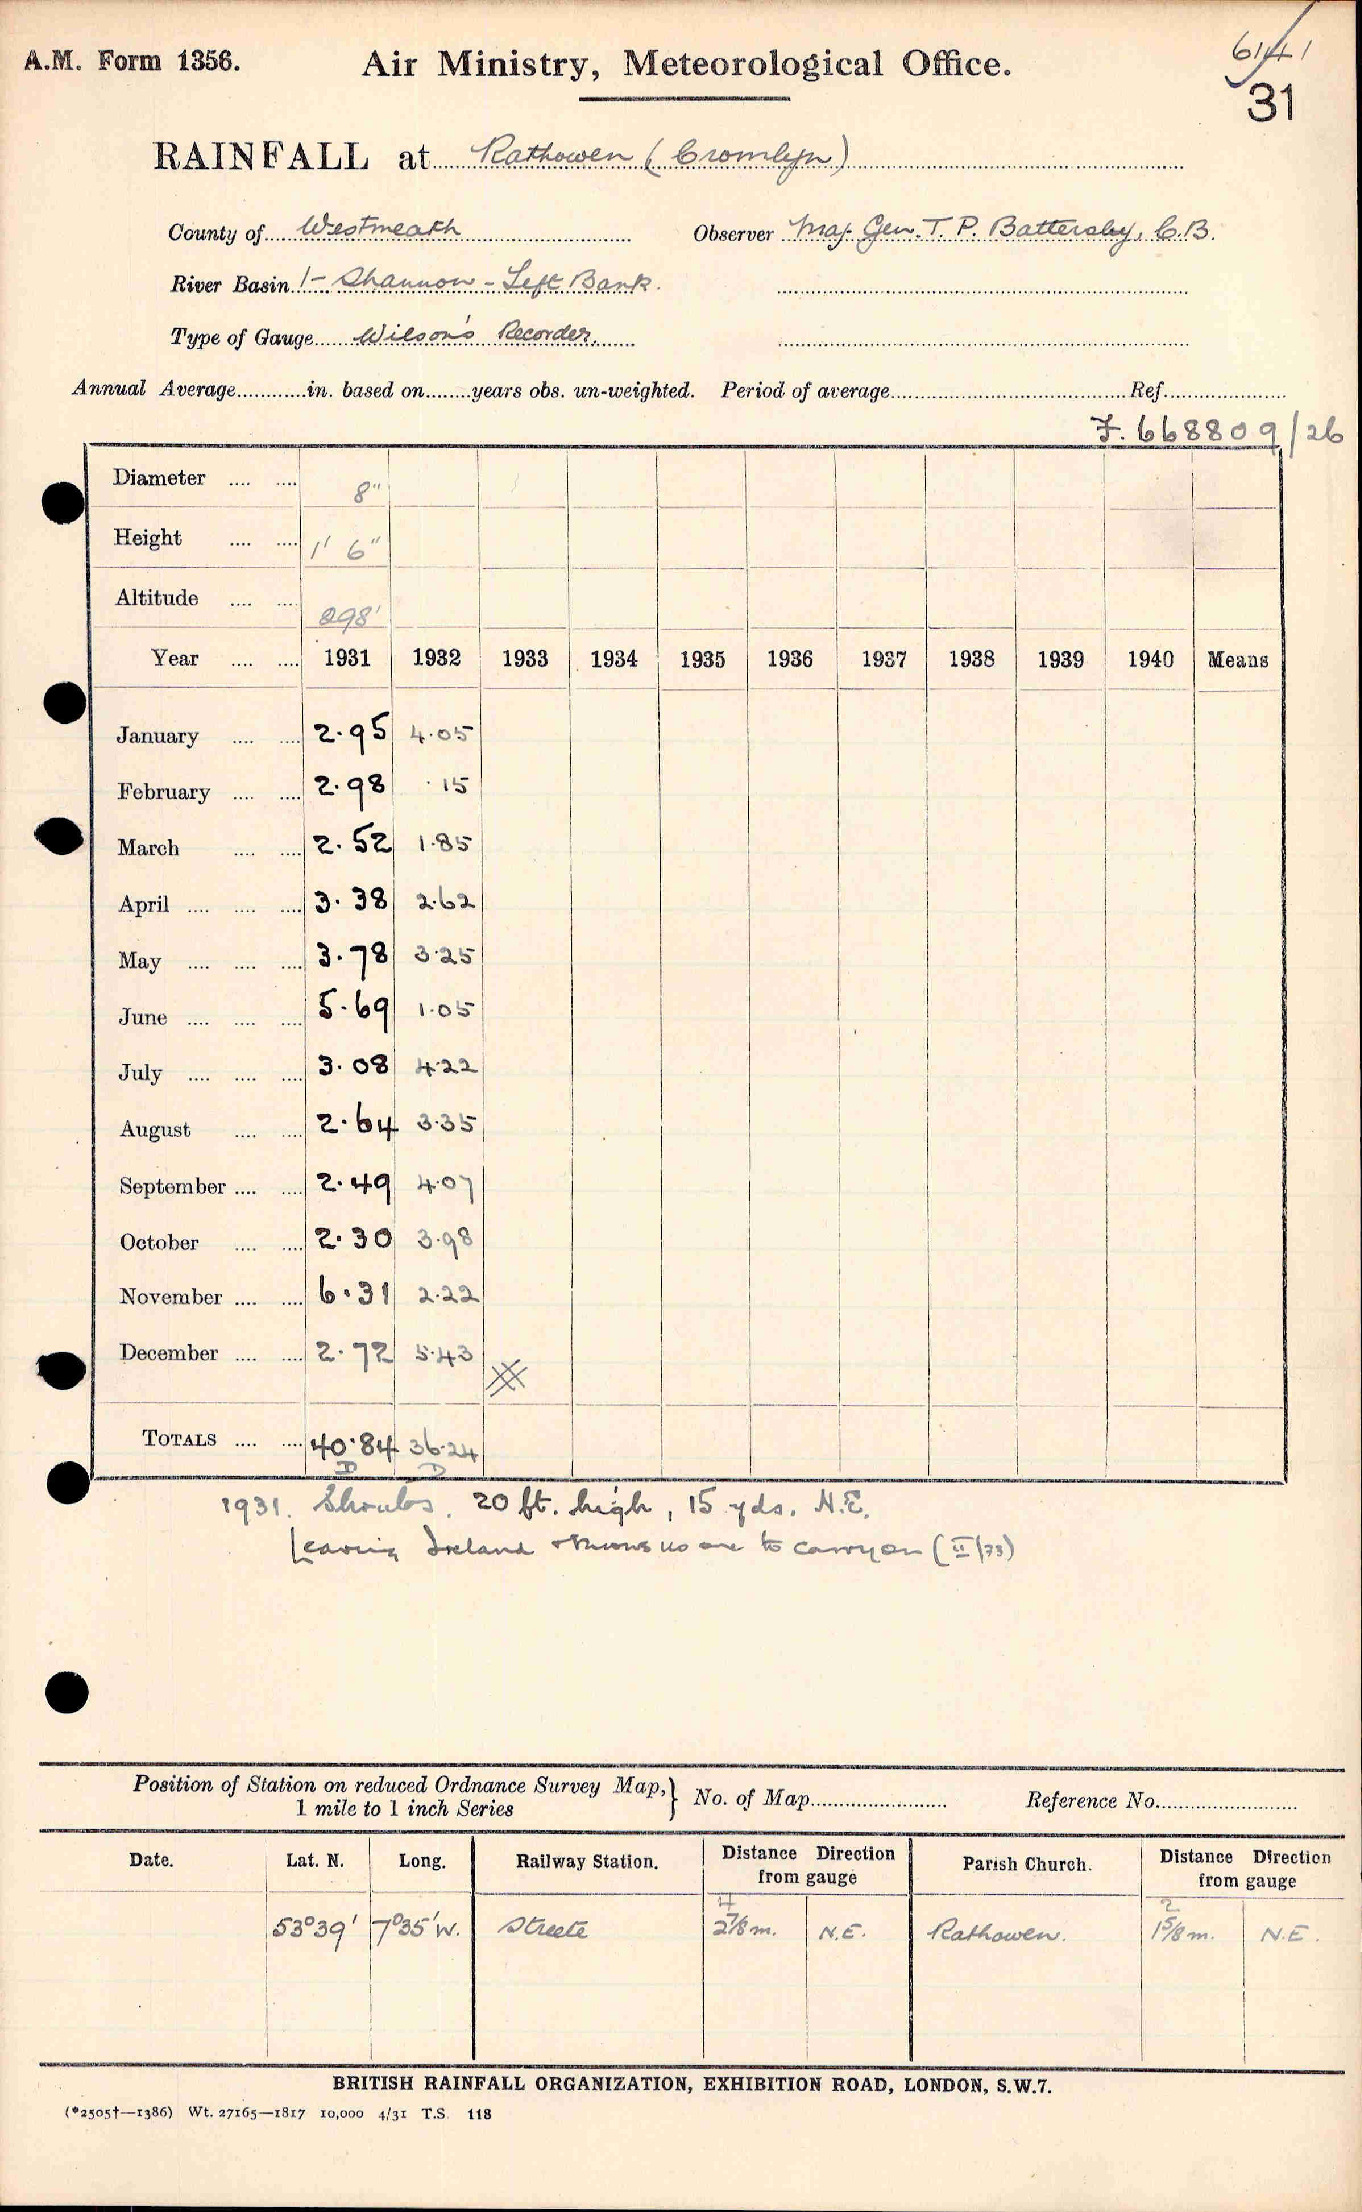 6141
A.M. Form 1356. Air Ministry, Meteorological Office.
31
RAINFALL at Rathowen (Cromlyn)
County of Westmeath Observer Maj. Gen. T. P. Battersby, C.B.
River Basin 1- Shannon - Left Bank.
Type of Gauge Wilson's Recorder.
Annual Average in. based on years obs. un-weighted. Period of average Ref.
F. 668809/26
Diameter 8"
Height 1' 6"
Altitude 298'
Year 1931 1932 1933 1934 1935 1936 1937 1938 1939 1940 Means
January 2.95 4.05
February 2.98 .15
March 2.52 1.85
April 3.38 2.62
May 3.78 3.25
June 5.69 1.05
July 3.08 4.22
August 2.64 3.35
September 2.49 4.07
October 2.30 3.98
November 6.31 2.22
December 2.72 5.43
TOTALS 40.84 36.24
D D
1931. Shrubs. 20 ft. high, 15 yds. N.E.
Leaving Ireland & knows no one to carry on (II/33)
Position of Station on reduced Ordnance Survey Map, } No. of Map Reference No.
1 mile to 1 inch Series
Date. Lat. N. Long. Railway Station. Distance Direction from gauge Parish Church. Distance Direction from gauge
4 2
53°39' 7°35'W. Streete 2 7/8 m. N.E. Rathowen. 1 5/8 m. N.E.
BRITISH RAINFALL ORGANIZATION, EXHIBITION ROAD, LONDON, S.W.7.
(*2505†—1386) Wt. 27165—1817 10,000 4/31 T.S. 118